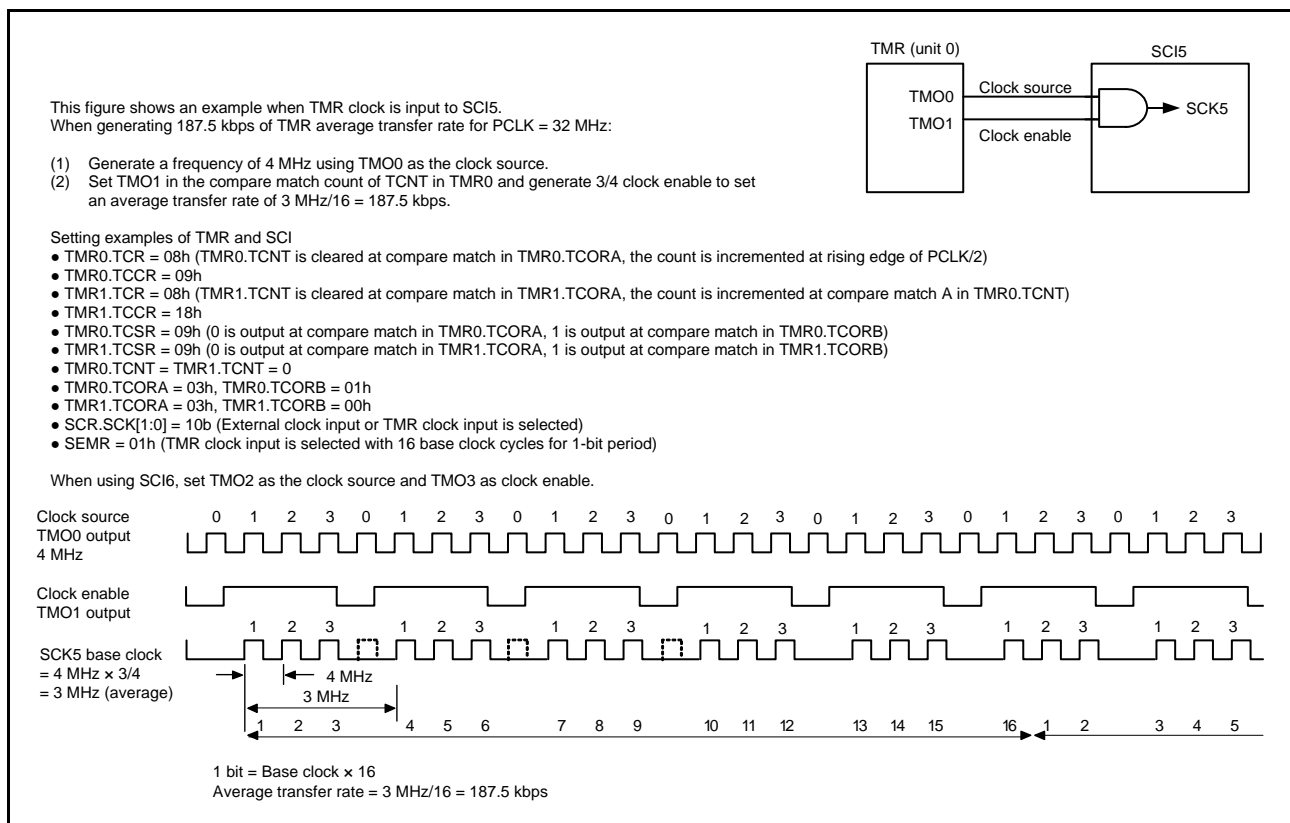 TMR (unit 0)
SCI5
TMO0
Clock source
TMO1
Clock enable
SCK5
This figure shows an example when TMR clock is input to SCI5.
When generating 187.5 kbps of TMR average transfer rate for PCLK = 32 MHz:
(1) Generate a frequency of 4 MHz using TMO0 as the clock source.
(2) Set TMO1 in the compare match count of TCNT in TMR0 and generate 3/4 clock enable to set
an average transfer rate of 3 MHz/16 = 187.5 kbps.
Setting examples of TMR and SCI
● TMR0.TCR = 08h (TMR0.TCNT is cleared at compare match in TMR0.TCORA, the count is incremented at rising edge of PCLK/2)
● TMR0.TCCR = 09h
● TMR1.TCR = 08h (TMR1.TCNT is cleared at compare match in TMR1.TCORA, the count is incremented at compare match A in TMR0.TCNT)
● TMR1.TCCR = 18h
● TMR0.TCSR = 09h (0 is output at compare match in TMR0.TCORA, 1 is output at compare match in TMR0.TCORB)
● TMR1.TCSR = 09h (0 is output at compare match in TMR1.TCORA, 1 is output at compare match in TMR1.TCORB)
● TMR0.TCNT = TMR1.TCNT = 0
● TMR0.TCORA = 03h, TMR0.TCORB = 01h
● TMR1.TCORA = 03h, TMR1.TCORB = 00h
● SCR.SCK[1:0] = 10b (External clock input or TMR clock input is selected)
● SEMR = 01h (TMR clock input is selected with 16 base clock cycles for 1-bit period)
When using SCI6, set TMO2 as the clock source and TMO3 as clock enable.
Clock source
TMO0 output
4 MHz
0 1 2 3 0 1 2 3 0 1 2 3 0 1 2 3 0 1 2 3 0 1 2 3 0 1 2 3
Clock enable
TMO1 output
1 2 3 1 2 3 1 2 3 1 2 3 1 2 3 1 2 3 1 2 3
SCK5 base clock
= 4 MHz × 3/4
= 3 MHz (average)
4 MHz
3 MHz
1 2 3 4 5 6 7 8 9 10 11 12 13 14 15 16 1 2 3 4 5
1 bit = Base clock × 16
Average transfer rate = 3 MHz/16 = 187.5 kbps